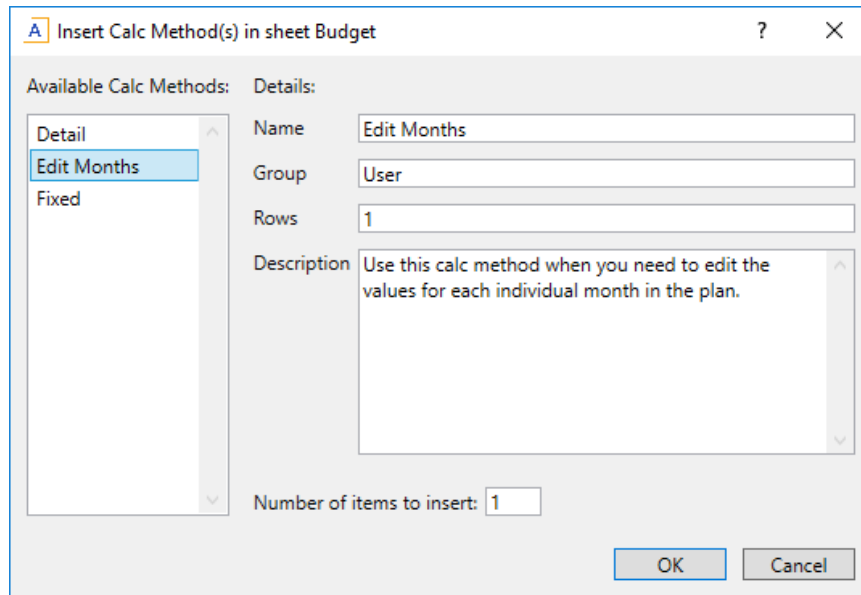 A Insert Calc Method(s) in sheet Budget ?
Available Calc Methods:
Detail
Edit Months
Fixed
Details:
Name Edit Months
Group User
Rows 1
Description Use this calc method when you need to edit the
values for each individual month in the plan.
Number of items to insert: 1
OK Cancel